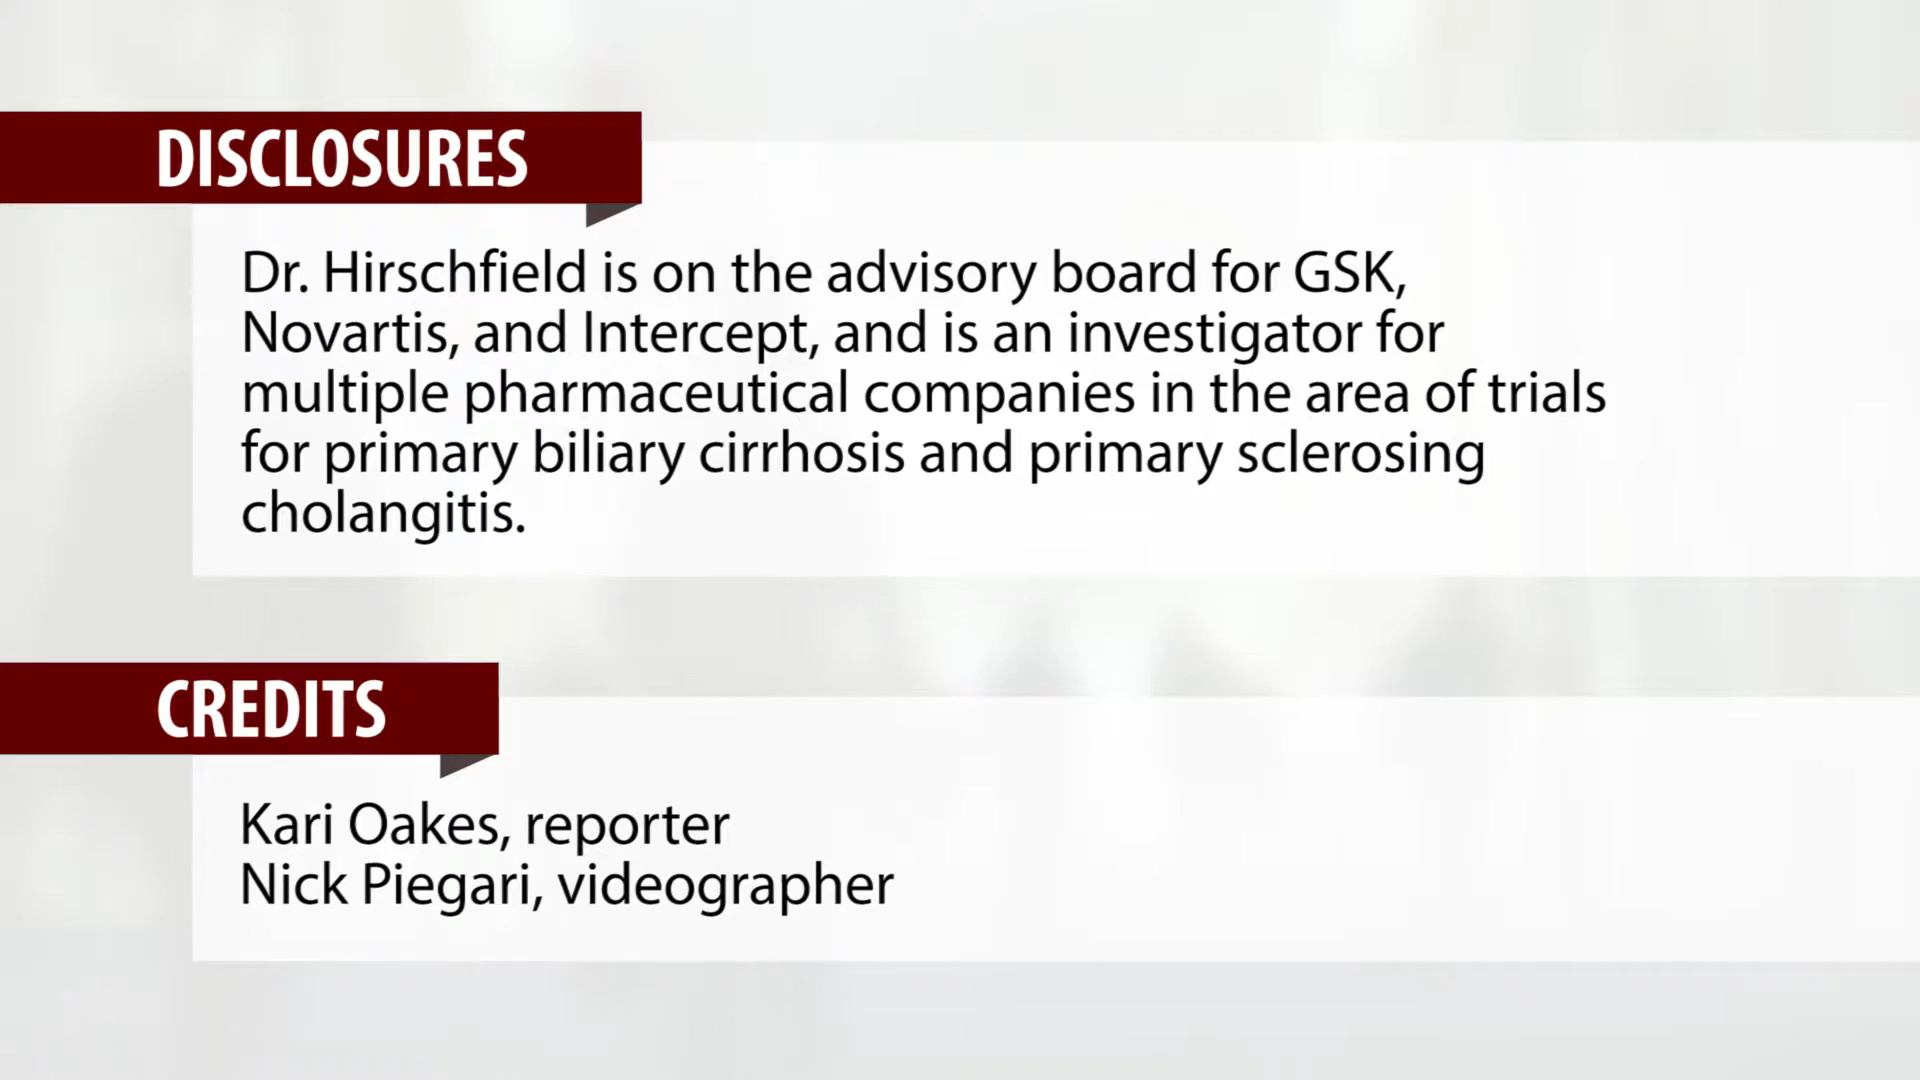 DISCLOSURES
Dr. Hirschfield is on the advisory board for GSK,
Novartis, and Intercept, and is an investigator for
multiple pharmaceutical companies in the area of trials
for primary biliary cirrhosis and primary sclerosing
cholangitis.
CREDITS
Kari Oakes, reporter
Nick Piegari, videographer